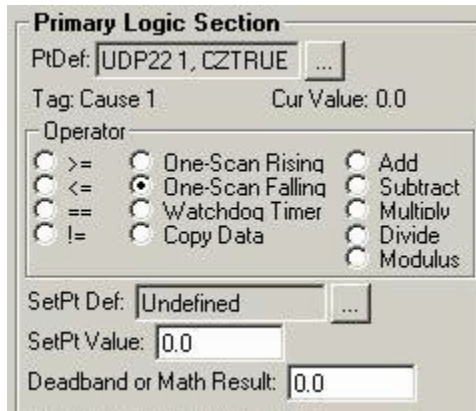 Primary Logic Section
PtDef: UDP22 1, CZTRUE ...
Tag: Cause 1 Cur Value: 0.0
Operator
>= One-Scan Rising Add
<= One-Scan Falling Subtract
== Watchdog Timer Multiply
!= Copy Data Divide
Modulus
SetPt Def: Undefined ...
SetPt Value: 0.0
Deadband or Math Result: 0.0